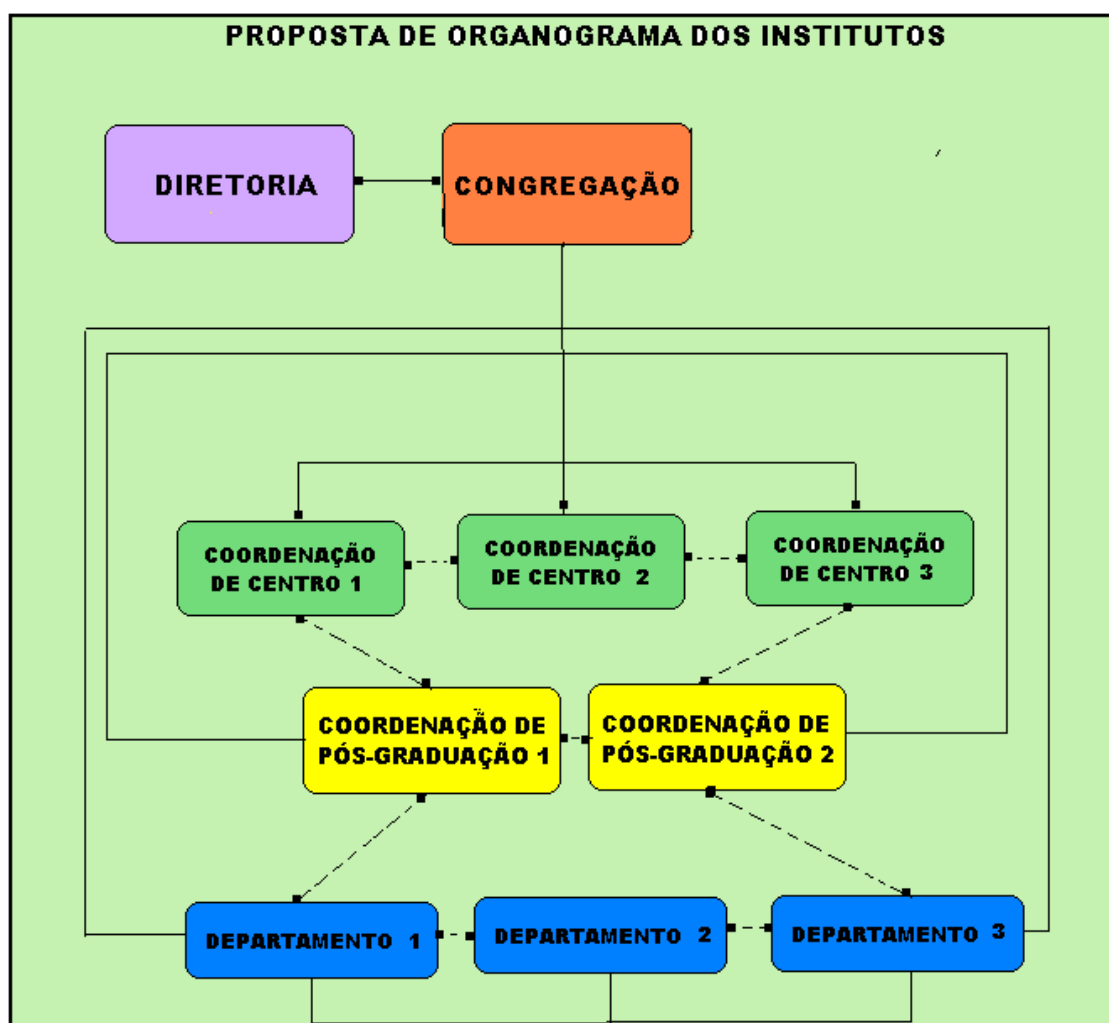 PROPOSTA DE ORGANOGRAMA DOS INSTITUTOS
DIRETORIA
CONGREGAÇÃO
COORDENAÇÃO
DE CENTRO 1
COORDENAÇÃO
DE CENTRO 2
COORDENAÇÃO
DE CENTRO 3
COORDENAÇÃO DE
PÓS-GRADUAÇÃO 1
COORDENAÇÃO DE
PÓS-GRADUAÇÃO 2
DEPARTAMENTO 1
DEPARTAMENTO 2
DEPARTAMENTO 3